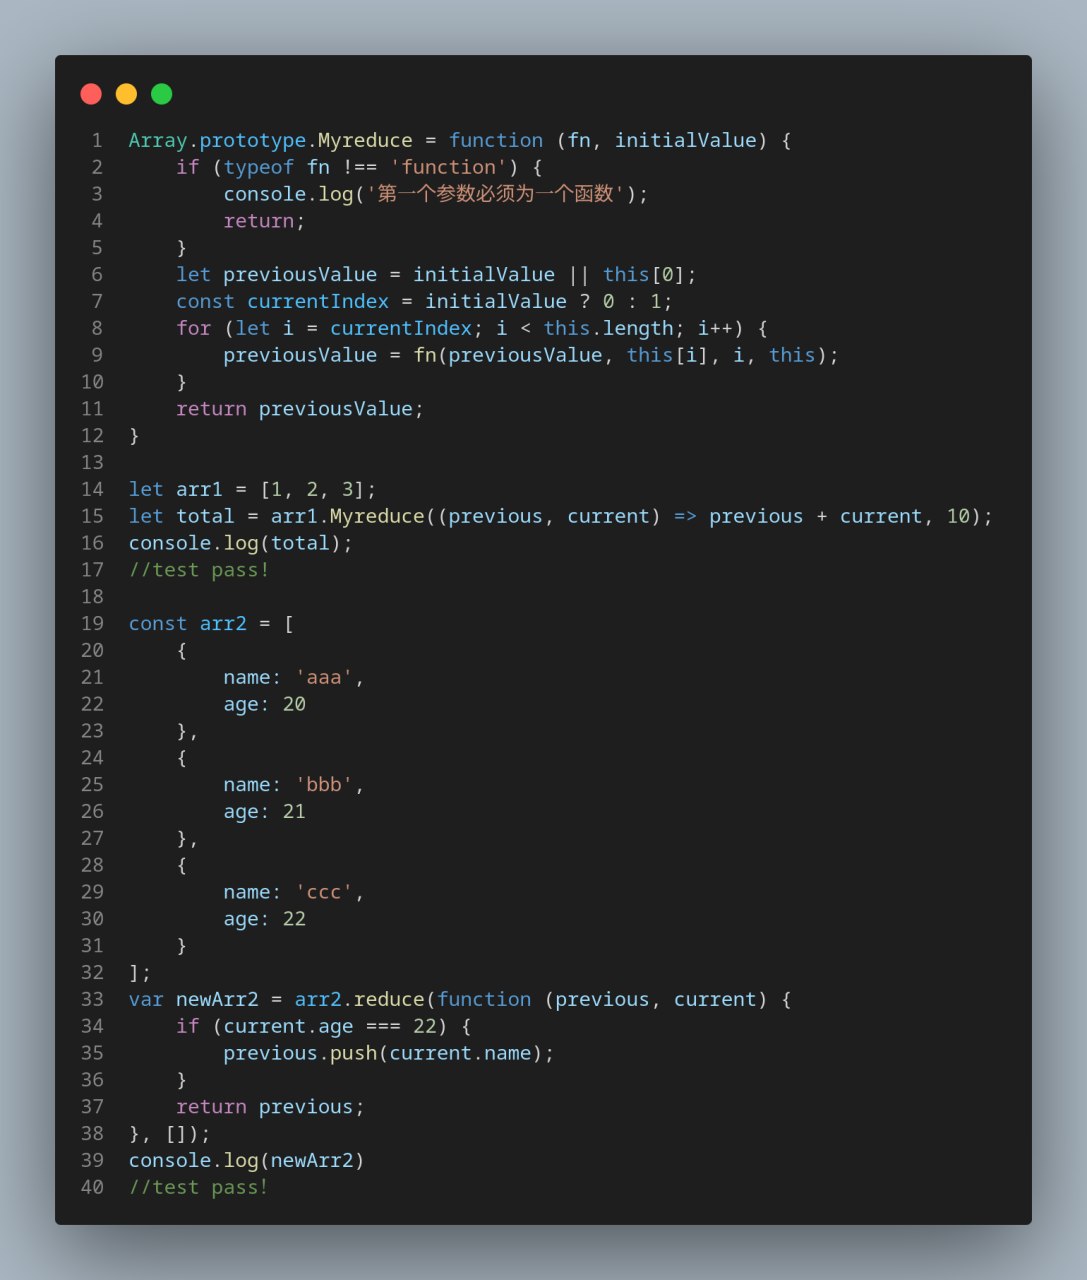 1 Array.prototype.Myreduce = function (fn, initialValue) {
2     if (typeof fn !== 'function') {
3         console.log('第一个参数必须为一个函数');
4         return;
5     }
6     let previousValue = initialValue || this[0];
7     const currentIndex = initialValue ? 0 : 1;
8     for (let i = currentIndex; i < this.length; i++) {
9         previousValue = fn(previousValue, this[i], i, this);
10     }
11     return previousValue;
12 }
13
14 let arr1 = [1, 2, 3];
15 let total = arr1.Myreduce((previous, current) => previous + current, 10);
16 console.log(total);
17 //test pass!
18
19 const arr2 = [
20     {
21         name: 'aaa',
22         age: 20
23     },
24     {
25         name: 'bbb',
26         age: 21
27     },
28     {
29         name: 'ccc',
30         age: 22
31     }
32 ];
33 var newArr2 = arr2.reduce(function (previous, current) {
34     if (current.age === 22) {
35         previous.push(current.name);
36     }
37     return previous;
38 }, []);
39 console.log(newArr2)
40 //test pass!